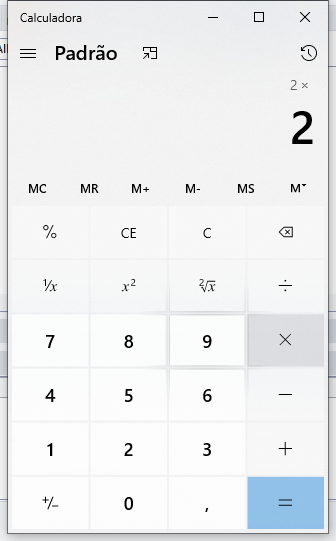 Calculadora
Padrão
2 ×
2
MC MR M+ M- MS M˅
% CE C
¹/x x² ²√x ÷
7 8 9 ×
4 5 6 −
1 2 3 +
+/− 0 , =